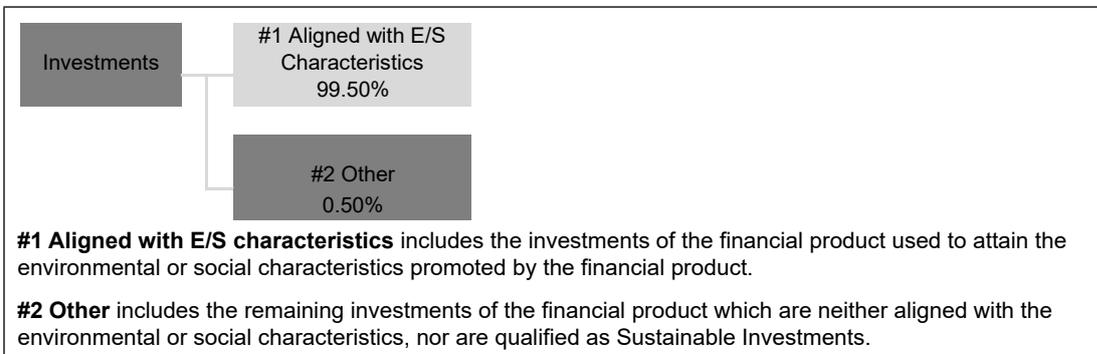 Investments
#1 Aligned with E/S
Characteristics
99.50%
#2 Other
0.50%
#1 Aligned with E/S characteristics includes the investments of the financial product used to attain the
environmental or social characteristics promoted by the financial product.
#2 Other includes the remaining investments of the financial product which are neither aligned with the
environmental or social characteristics, nor are qualified as Sustainable Investments.